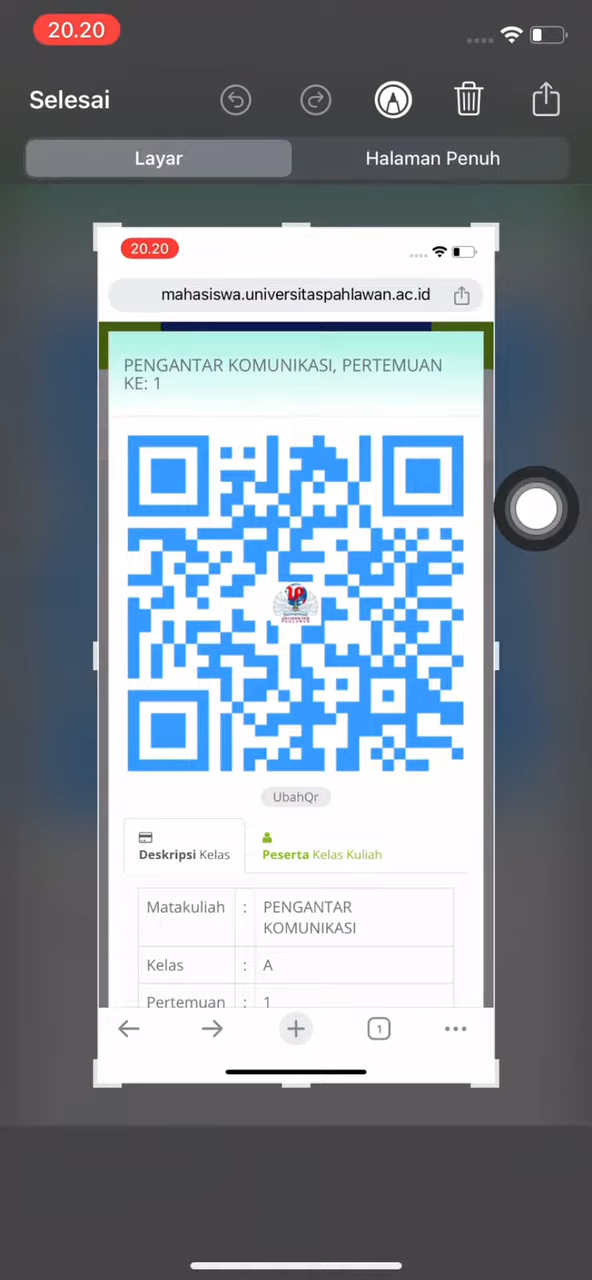 20.20
Selesai
Layar
Halaman Penuh
20.20
mahasiswa.universitaspahlawan.ac.id
PENGANTAR KOMUNIKASI, PERTEMUAN
KE: 1
UbahQr
Deskripsi Kelas
Peserta Kelas Kuliah
Matakuliah : PENGANTAR
KOMUNIKASI
Kelas : A
Pertemuan : 1
1